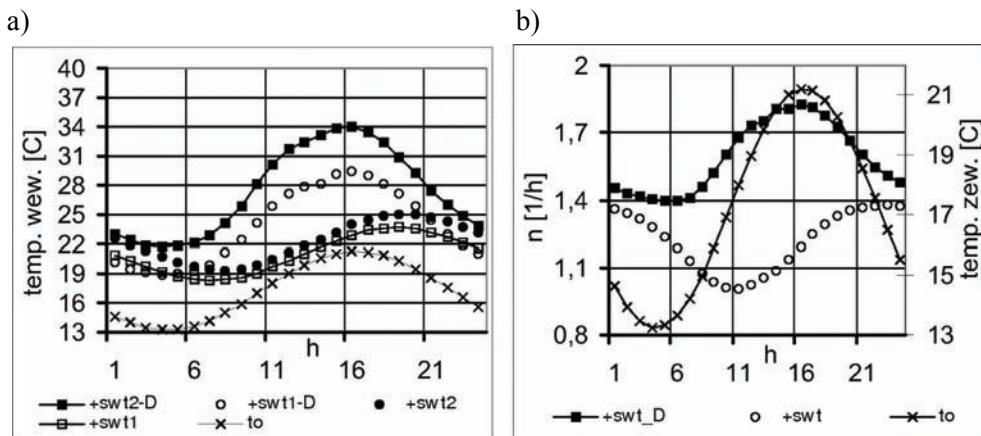 a)
temp. wew. [C]
40
37
34
31
28
25
22
19
16
13
1 6 11 16 21
h
+swt2-D +swt1-D +swt2
+swt1 to
b)
n [1/h]
2
1,7
1,4
1,1
0,8
temp. zew. [C]
21
19
17
15
13
h
1 6 11 16 21
+swt_D +swt to